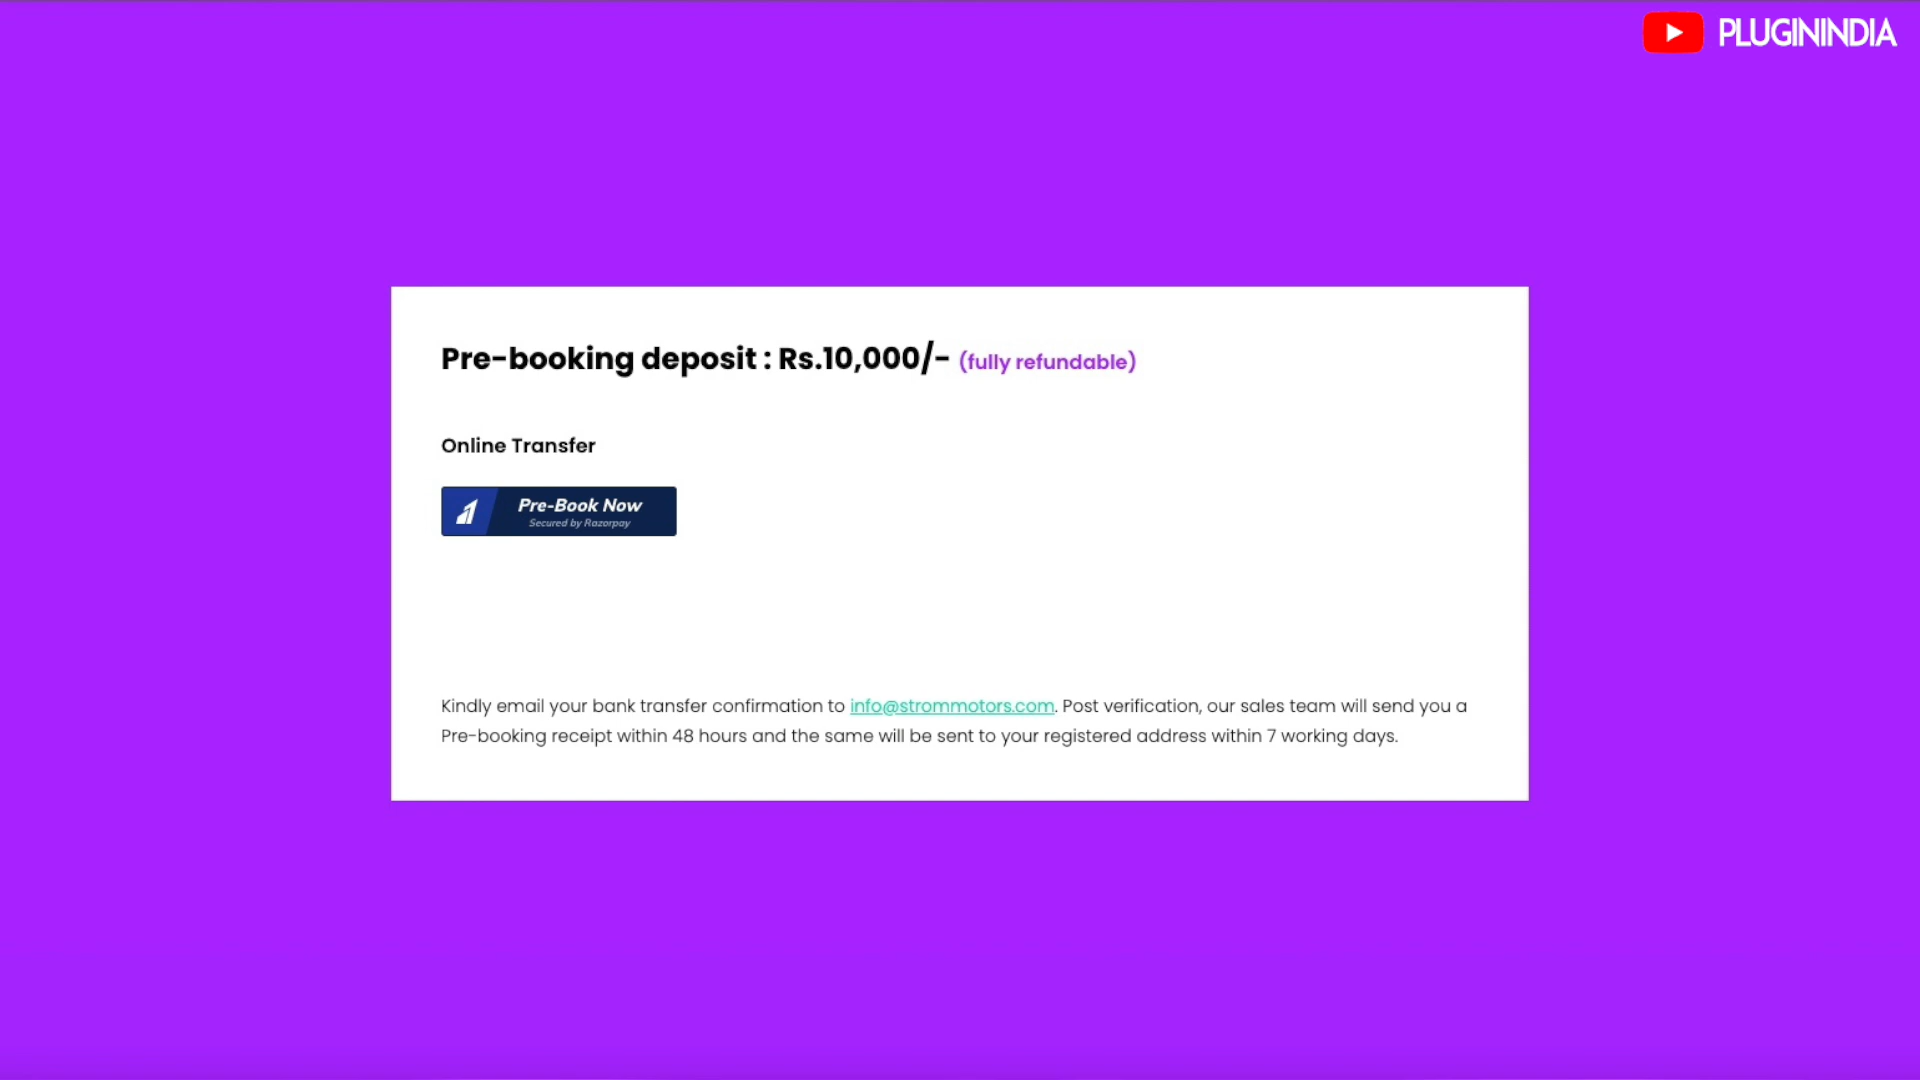 PLUGININDIA
Pre-booking deposit : Rs.10,000/- (fully refundable)
Online Transfer
Pre-Book Now
Secured by Razorpay
Kindly email your bank transfer confirmation to info@strommotors.com. Post verification, our sales team will send you a
Pre-booking receipt within 48 hours and the same will be sent to your registered address within 7 working days.